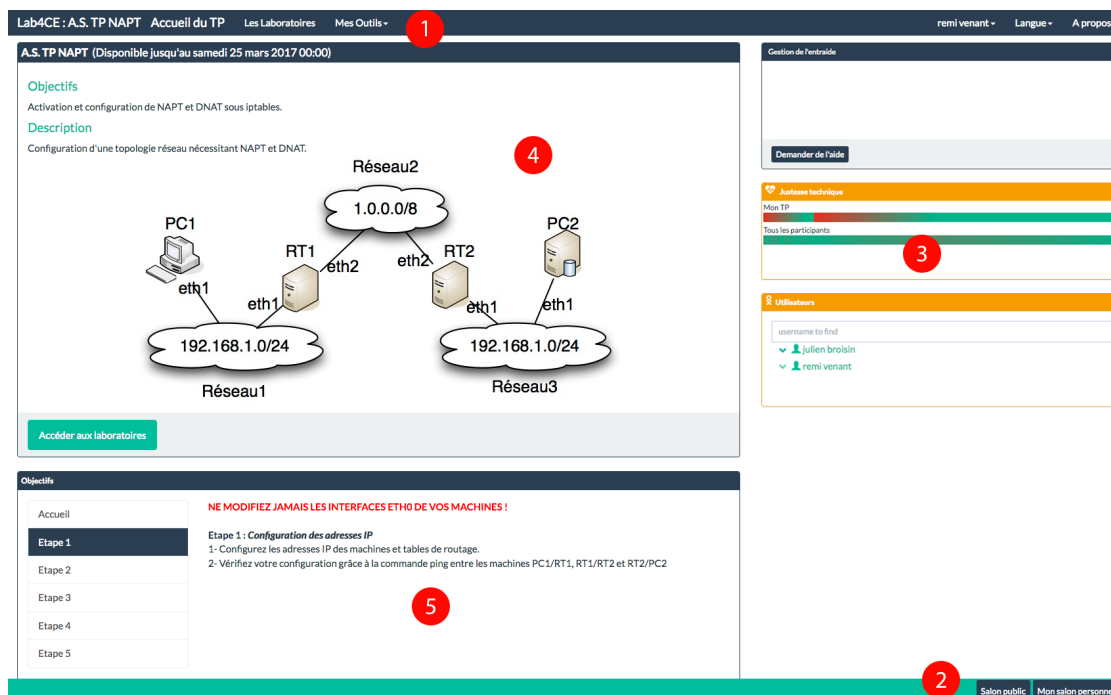 Lab4CE : A.S. TP NAPT Accueil du TP Les Laboratoires Mes Outils 1 remi venant Langue A propos
A.S. TP NAPT (Disponible jusqu'au samedi 25 mars 2017 00:00)
Objectifs
Activation et configuration de NAPT et DNAT sous iptables.
Description
Configuration d'une topologie réseau nécessitant NAPT et DNAT.
4
Réseau2
1.0.0.0/8
PC1
PC2
RT1
RT2
eth2
eth2
eth1
eth1
eth1
eth1
192.168.1.0/24
192.168.1.0/24
Réseau1
Réseau3
Accéder aux laboratoires
Gestion de l'entraide
Demander de l'aide
Justesse technique
Mon TP
Tous les participants
3
Utilisateurs
username to find
julien broisin
remi venant
Objectifs
Accueil
Etape 1
Etape 2
Etape 3
Etape 4
Etape 5
NE MODIFIEZ JAMAIS LES INTERFACES ETH0 DE VOS MACHINES !
Etape 1 : Configuration des adresses IP
1- Configurez les adresses IP des machines et tables de routage.
2- Vérifiez votre configuration grâce à la commande ping entre les machines PC1/RT1, RT1/RT2 et RT2/PC2
5
2
Salon public Mon salon personne